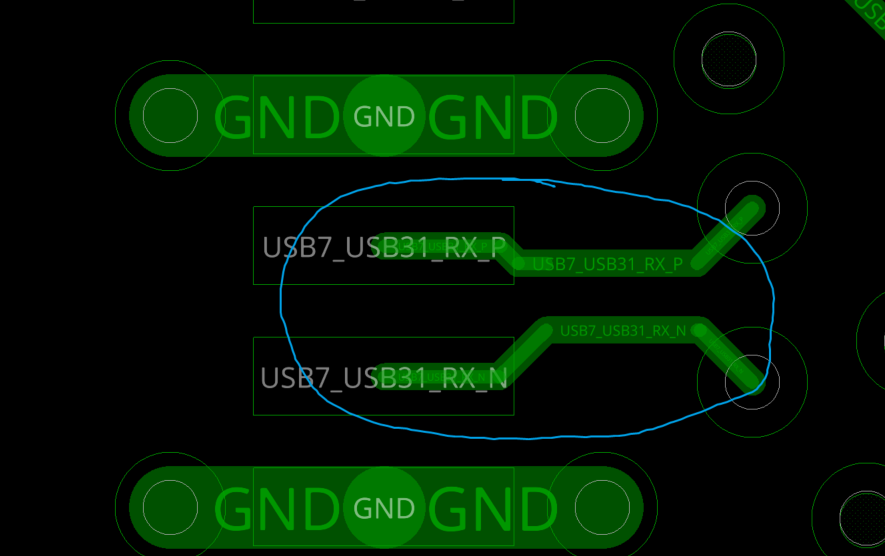 GND GND GND
USB7_USB31_RX_P
USB7_USB31_RX_P
USB7_USB31_RX_N
USB7_USB31_RX_N
GND GND GND